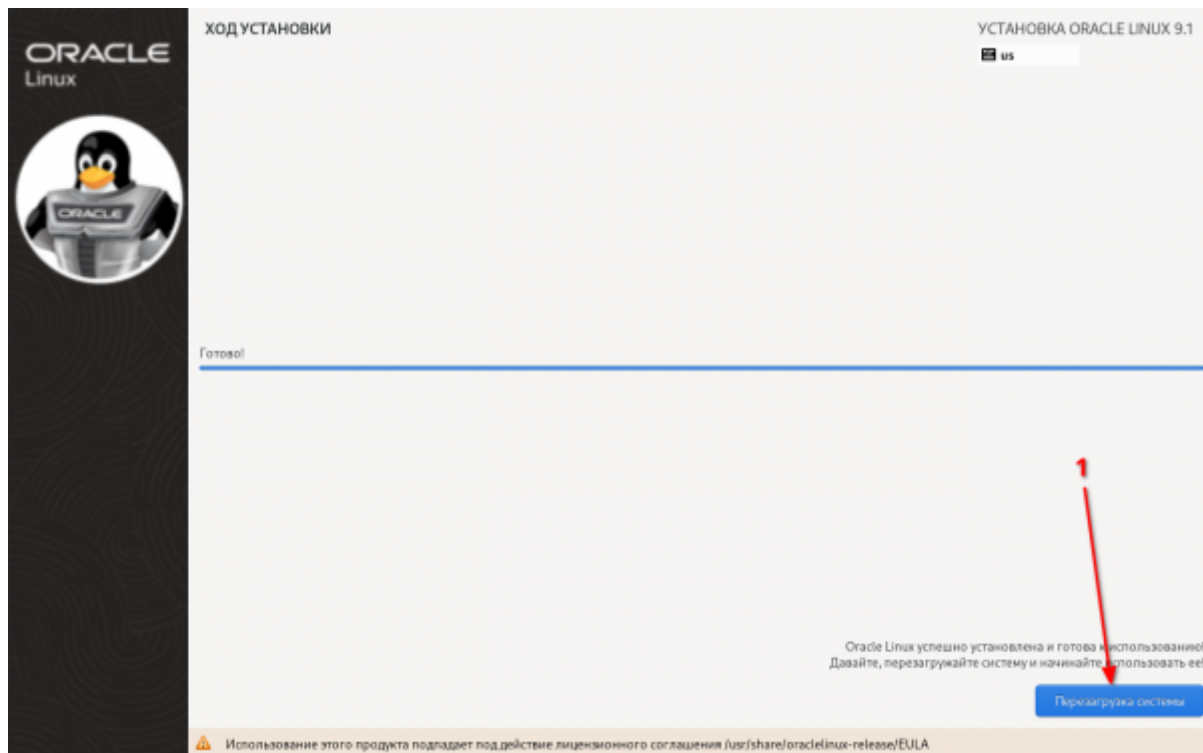 ORACLE
Linux
ORACLE
ХОД УСТАНОВКИ
УСТАНОВКА ORACLE LINUX 9.1
us
Готово!
1
Oracle Linux успешно установлена и готова к использованию!
Давайте, перезагружайте систему и начинайте использовать ее!
Перезагрузка системы
Использование этого продукта подпадает под действие лицензионного соглашения /usr/share/oraclelinux-release/EULA